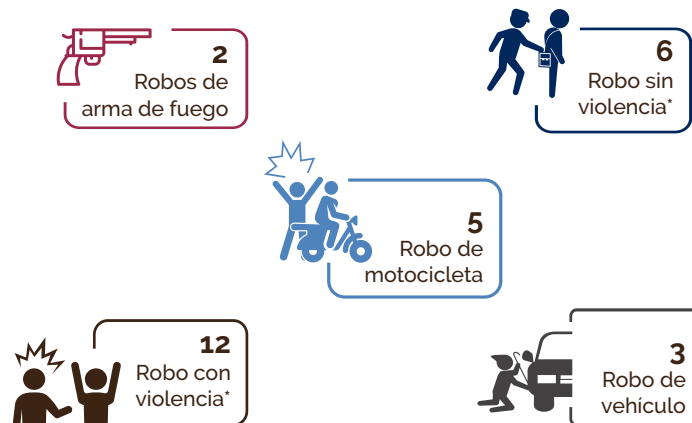 2
Robos de
arma de fuego
6
Robo sin
violencia*
5
Robo de
motocicleta
12
Robo con
violencia*
3
Robo de
vehículo